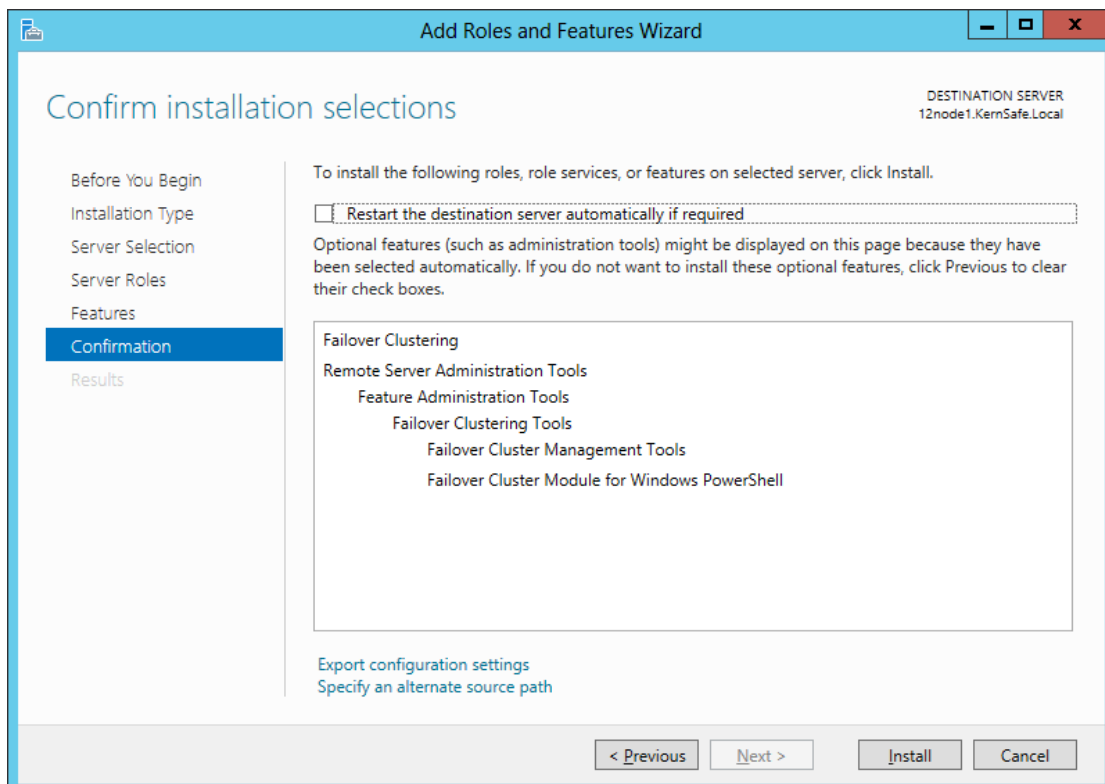 Add Roles and Features Wizard
x
Confirm installation selections
DESTINATION SERVER
12node1.KernSafe.Local
Before You Begin
Installation Type
Server Selection
Server Roles
Features
Confirmation
Results
To install the following roles, role services, or features on selected server, click Install.
Restart the destination server automatically if required
Optional features (such as administration tools) might be displayed on this page because they have
been selected automatically. If you do not want to install these optional features, click Previous to clear
their check boxes.
Failover Clustering
Remote Server Administration Tools
Feature Administration Tools
Failover Clustering Tools
Failover Cluster Management Tools
Failover Cluster Module for Windows PowerShell
Export configuration settings
Specify an alternate source path
< Previous
Next >
Install
Cancel